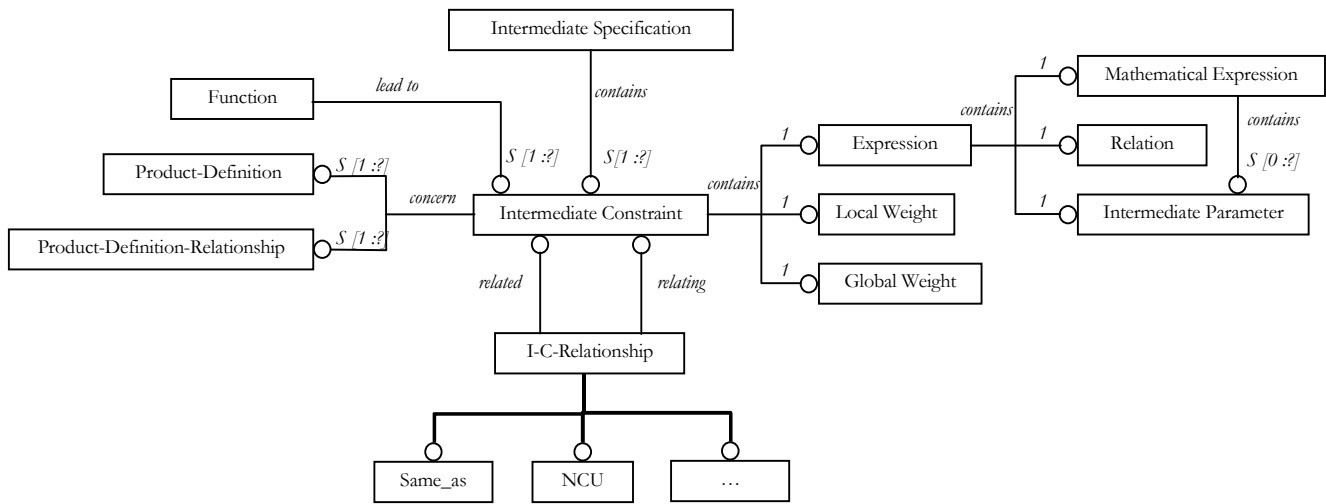 Intermediate Specification
Function
lead to
contains
S [1 :?]
S[1 :?]
Product-Definition
S [1 :?]
concern
Product-Definition-Relationship
S [1 :?]
Intermediate Constraint
contains
1
Expression
1
Local Weight
1
Global Weight
contains
1
Mathematical Expression
contains
1
Relation
S [0 :?]
1
Intermediate Parameter
related
relating
I-C-Relationship
Same_as
NCU
…